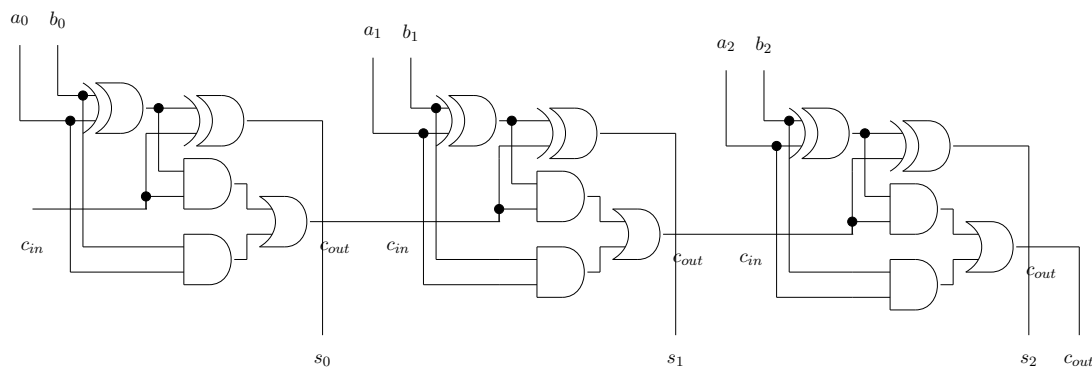 a₀ b₀
a₁ b₁
a₂ b₂
cᵢₙ cₒᵤₜ cᵢₙ cₒᵤₜ cᵢₙ cₒᵤₜ
s₀ s₁ s₂ cₒᵤₜ